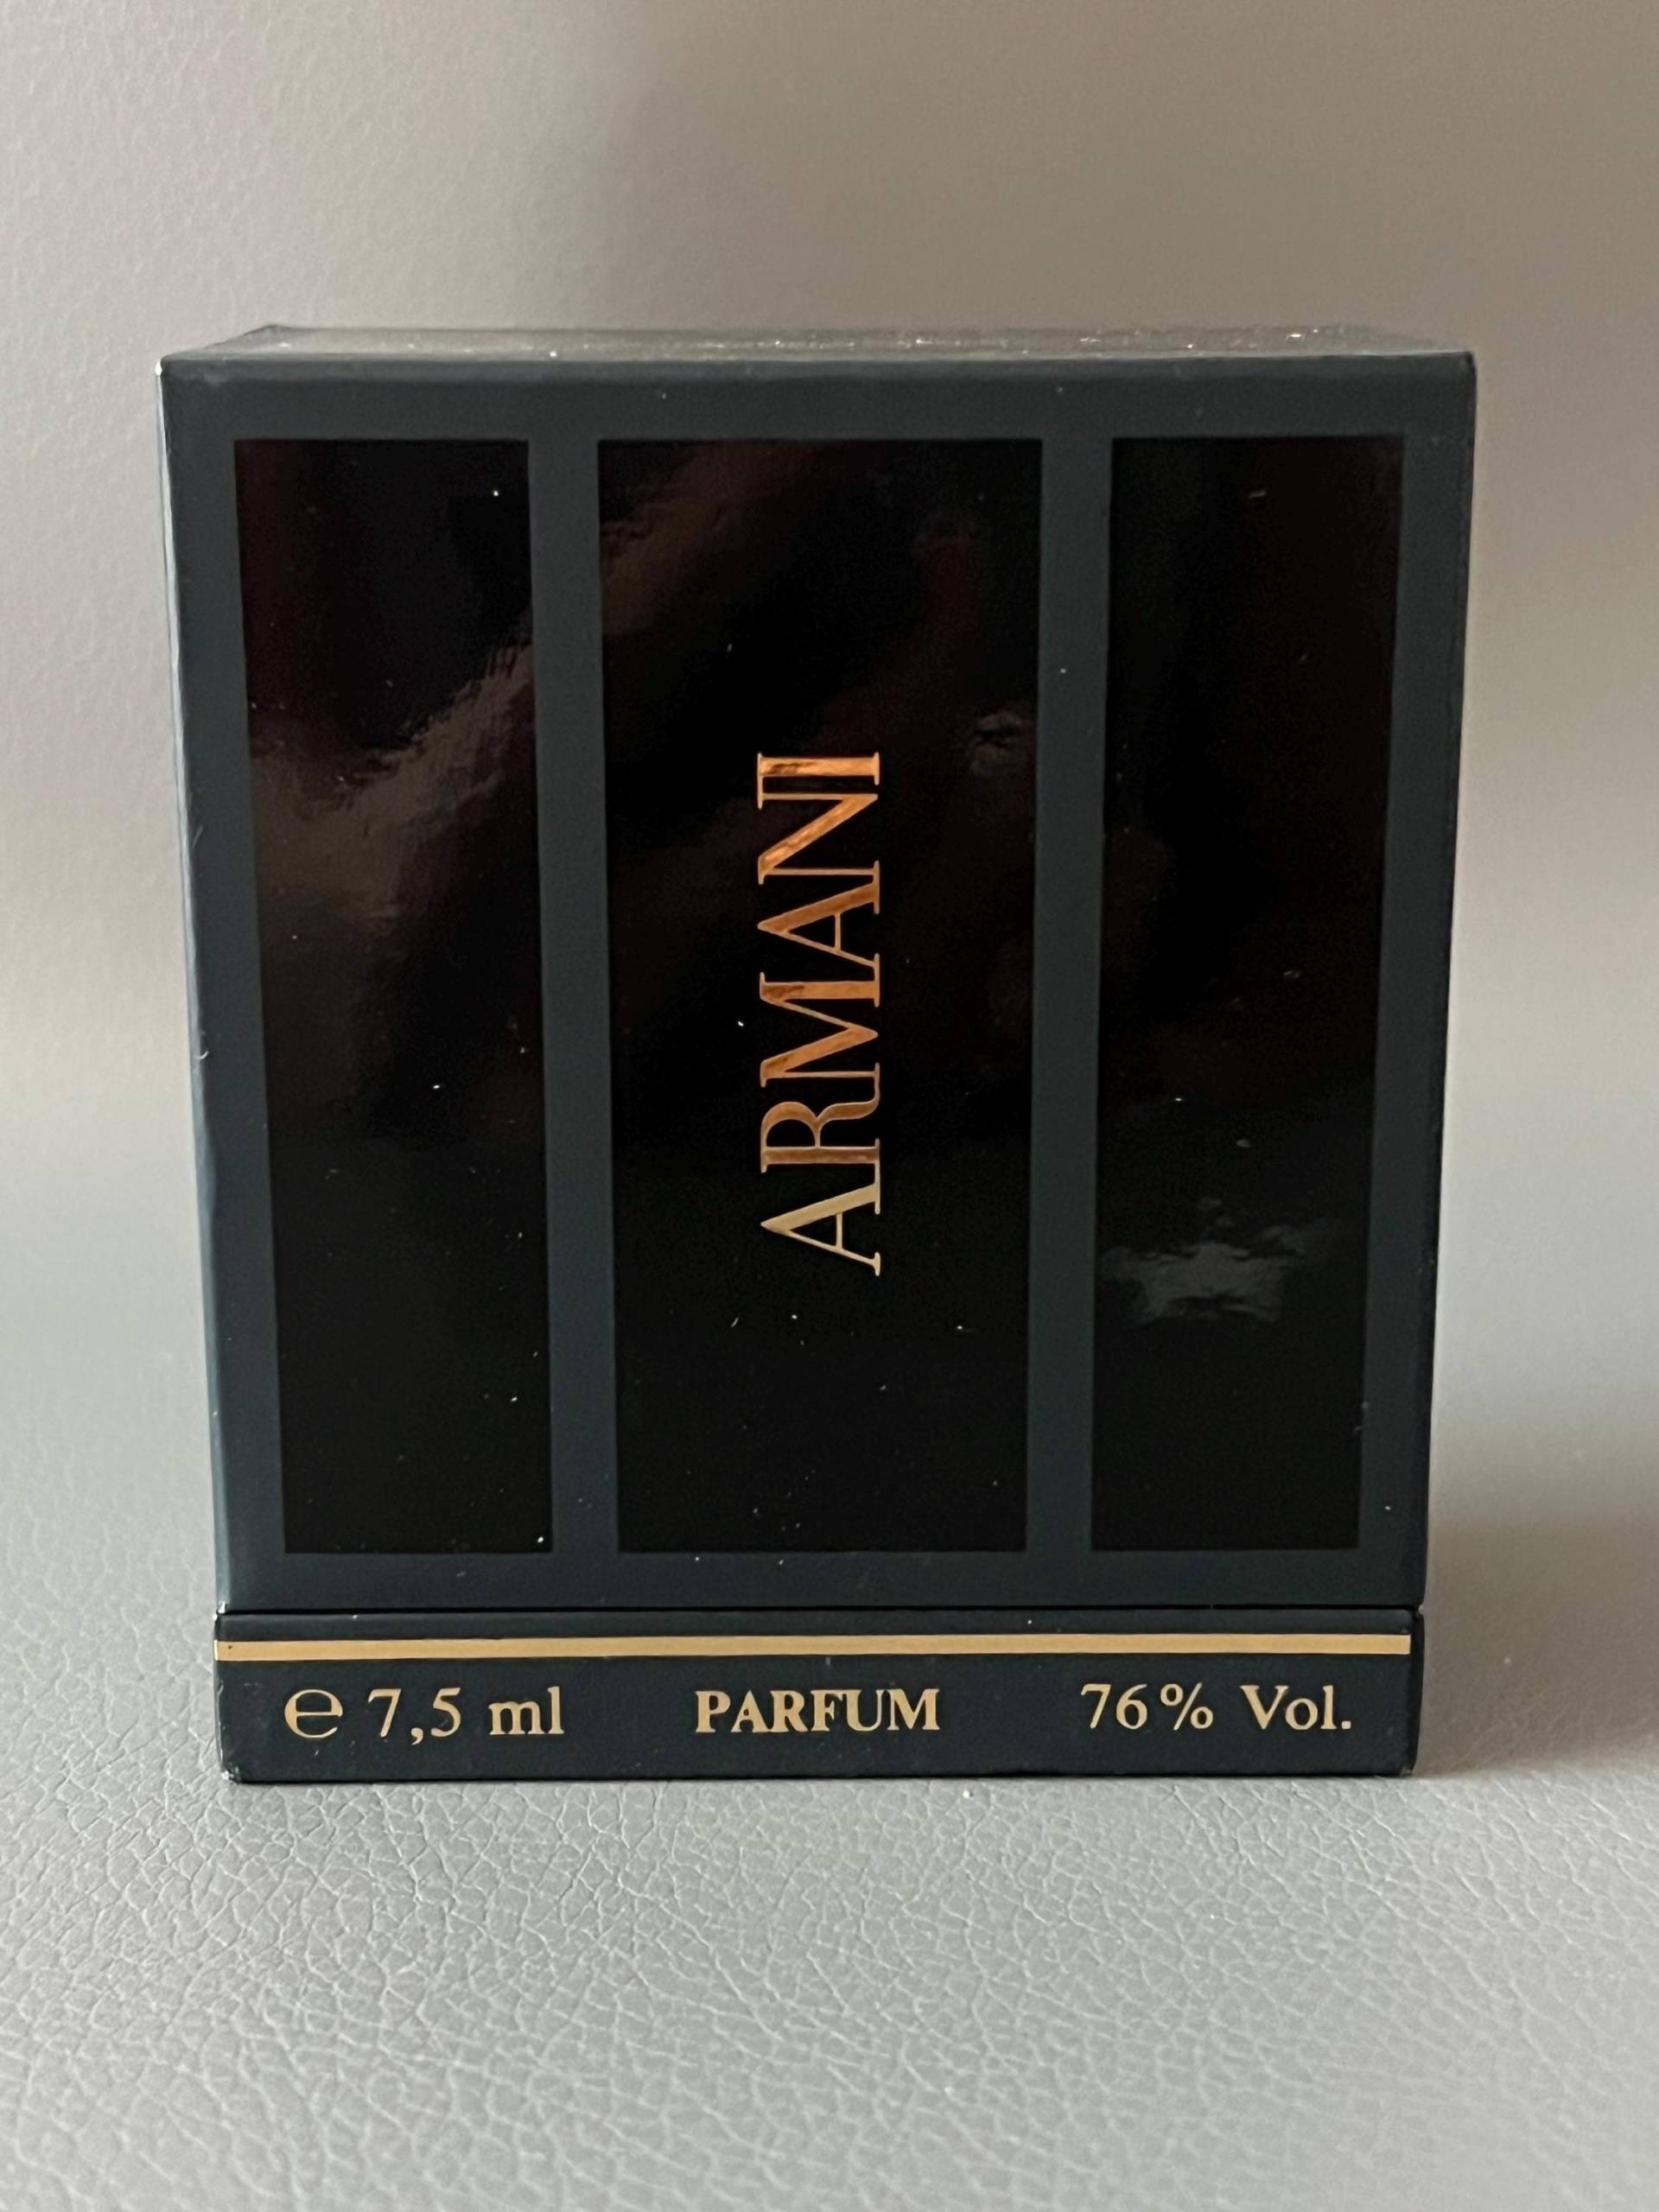 ARMANI
℮ 7,5 ml PARFUM 76% Vol.